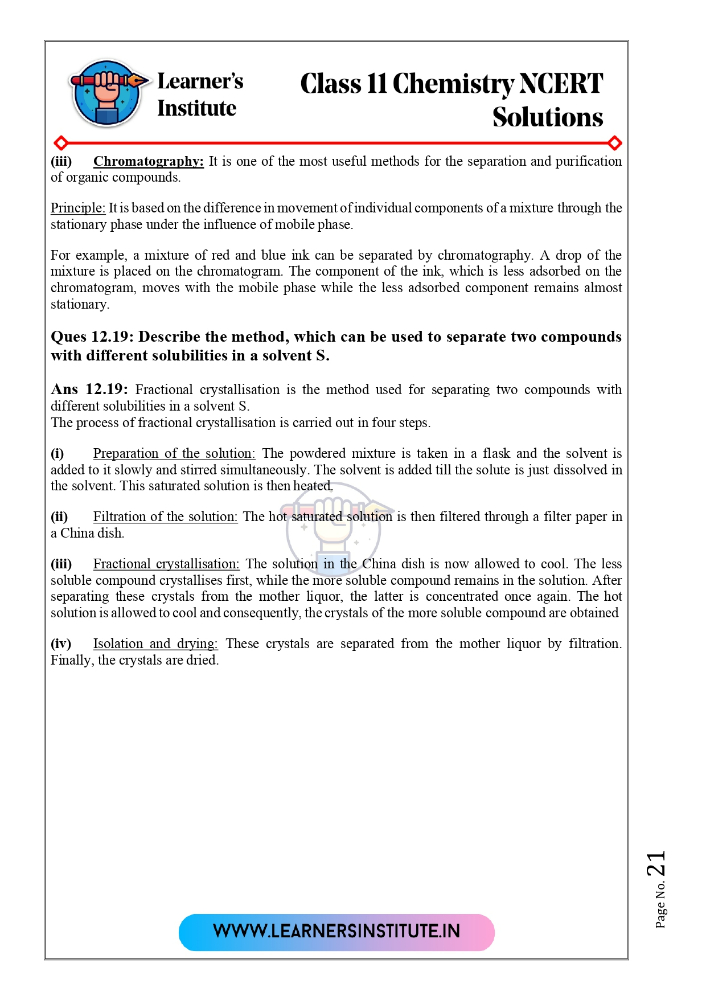 Learner's
Institute
Class 11 Chemistry NCERT
Solutions
(iii) Chromatography: It is one of the most useful methods for the separation and purification
of organic compounds.
Principle: It is based on the difference in movement of individual components of a mixture through the
stationary phase under the influence of mobile phase.
For example, a mixture of red and blue ink can be separated by chromatography. A drop of the
mixture is placed on the chromatogram. The component of the ink, which is less adsorbed on the
chromatogram, moves with the mobile phase while the less adsorbed component remains almost
stationary.
Ques 12.19: Describe the method, which can be used to separate two compounds
with different solubilities in a solvent S.
Ans 12.19: Fractional crystallisation is the method used for separating two compounds with
different solubilities in a solvent S.
The process of fractional crystallisation is carried out in four steps.
(i) Preparation of the solution: The powdered mixture is taken in a flask and the solvent is
added to it slowly and stirred simultaneously. The solvent is added till the solute is just dissolved in
the solvent. This saturated solution is then heated.
(ii) Filtration of the solution: The hot saturated solution is then filtered through a filter paper in
a China dish.
(iii) Fractional crystallisation: The solution in the China dish is now allowed to cool. The less
soluble compound crystallises first, while the more soluble compound remains in the solution. After
separating these crystals from the mother liquor, the latter is concentrated once again. The hot
solution is allowed to cool and consequently, the crystals of the more soluble compound are obtained
(iv) Isolation and drying: These crystals are separated from the mother liquor by filtration.
Finally, the crystals are dried.
Page No. 21
WWW.LEARNERSINSTITUTE.IN